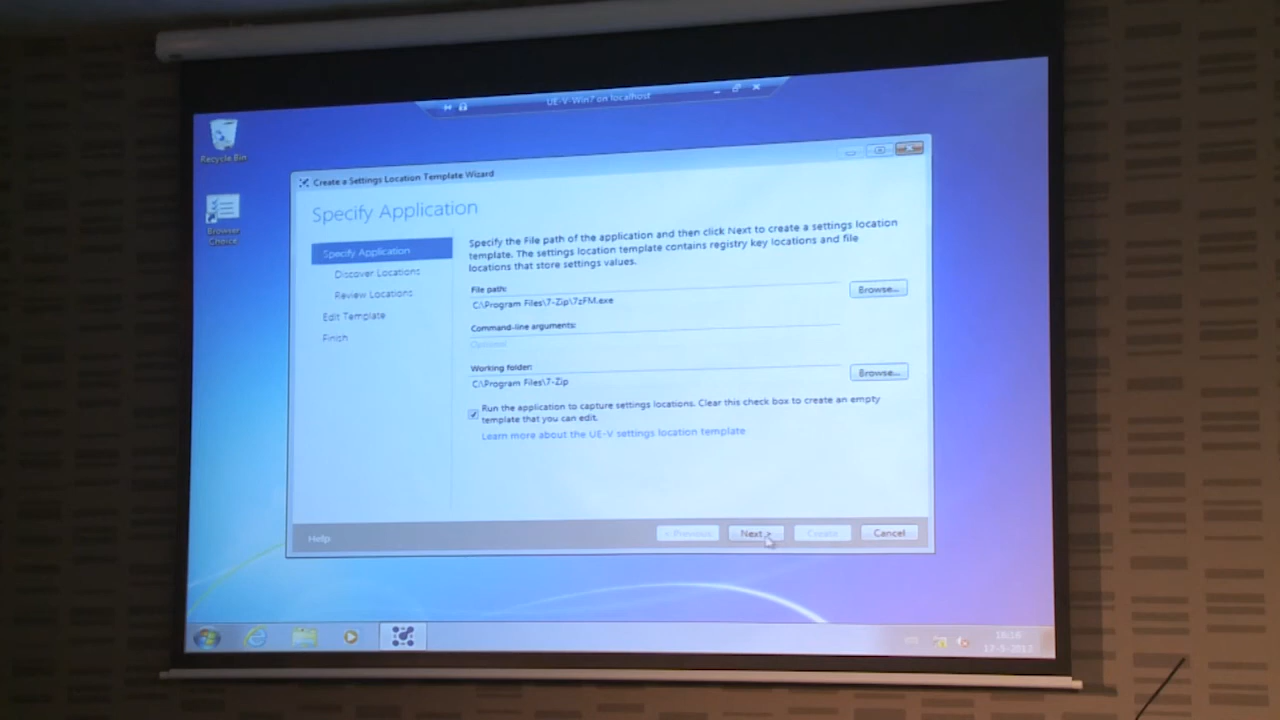 UE-V-Win7 on localhost
Recycle Bin
Browser
Choice
Create a Settings Location Template Wizard
Specify Application
Specify Application
Discover Locations
Review Locations
Edit Template
Finish
Specify the File path of the application and then click Next to create a settings location
template. The settings location template contains registry key locations and file
locations that store settings values.
File path:
C:\Program Files\7-Zip\7zFM.exe
Browse...
Command-line arguments:
Optional
Working folder:
C:\Program Files\7-Zip
Browse...
Run the application to capture settings locations. Clear this check box to create an empty
template that you can edit.
Learn more about the UE-V settings location template
Help
< Previous
Next >
Create
Cancel
16:16